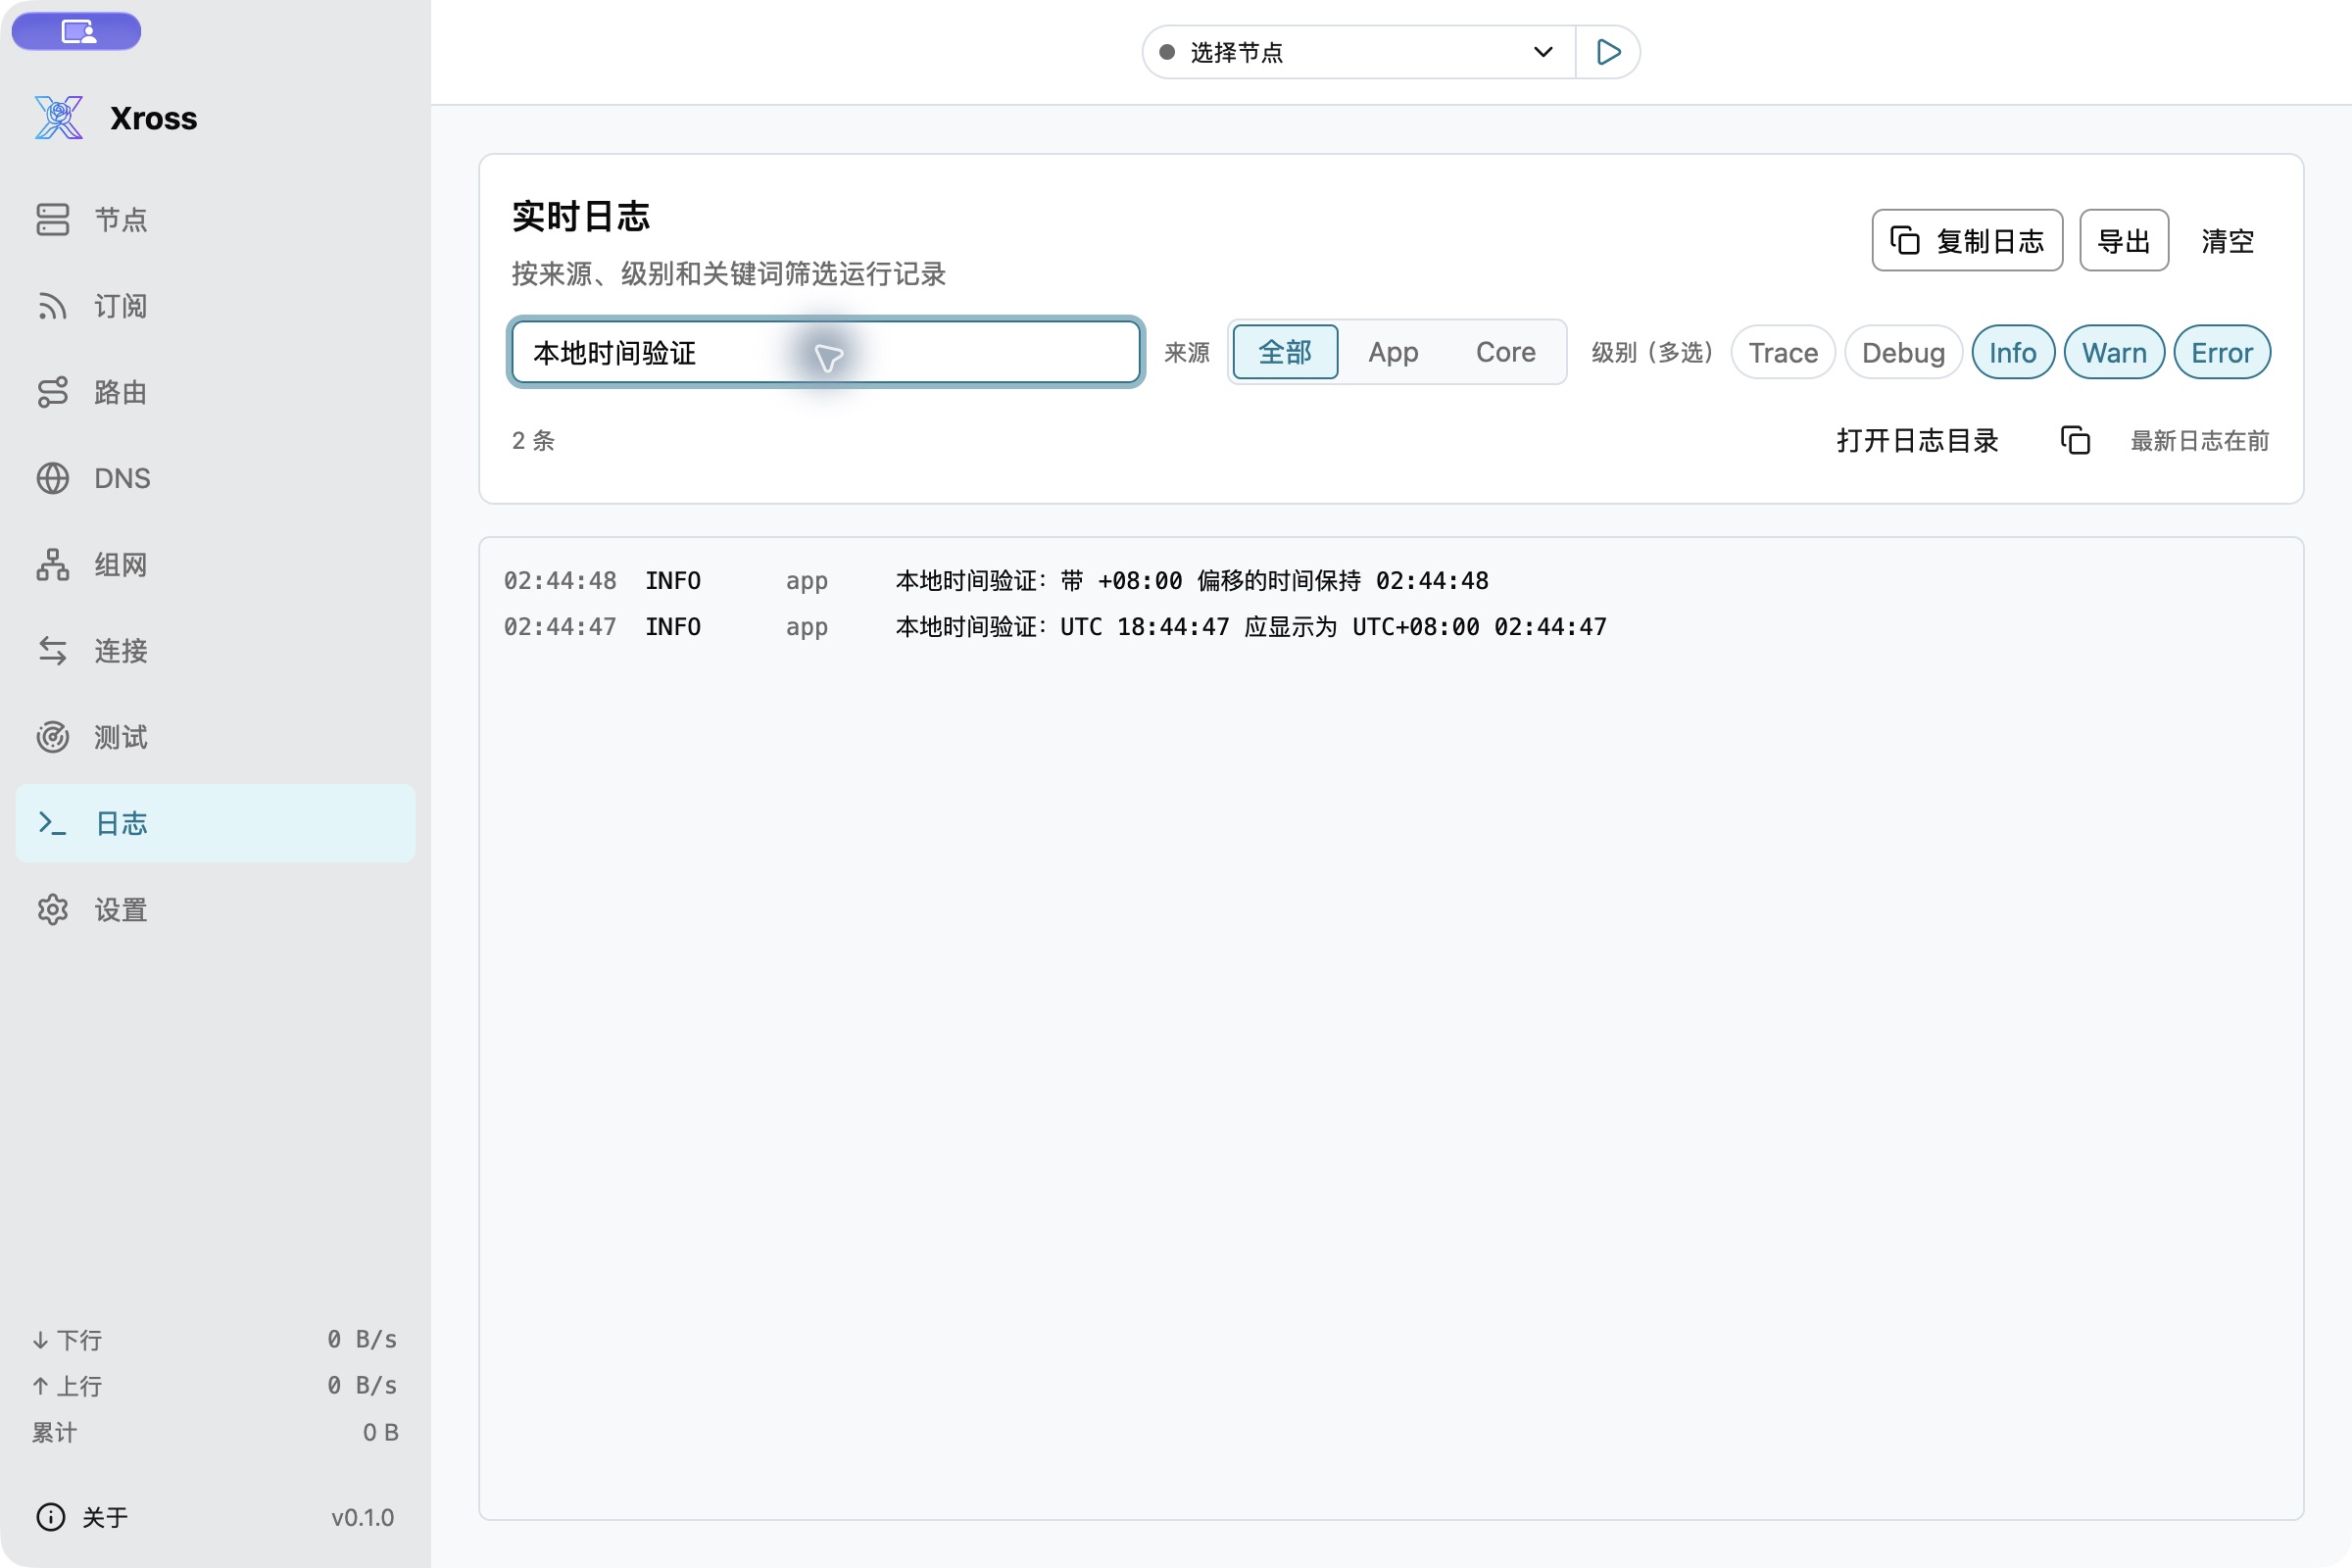 选择节点
Xross
节点
订阅
路由
DNS
组网
连接
测试
日志
设置
↓ 下行 0 B/s
↑ 上行 0 B/s
累计 0 B
关于 v0.1.0
实时日志
按来源、级别和关键词筛选运行记录
复制日志 导出 清空
本地时间验证 来源 全部 App Core 级别（多选） Trace Debug Info Warn Error
2 条 打开日志目录 最新日志在前
02:44:48 INFO app 本地时间验证：带 +08:00 偏移的时间保持 02:44:48
02:44:47 INFO app 本地时间验证：UTC 18:44:47 应显示为 UTC+08:00 02:44:47